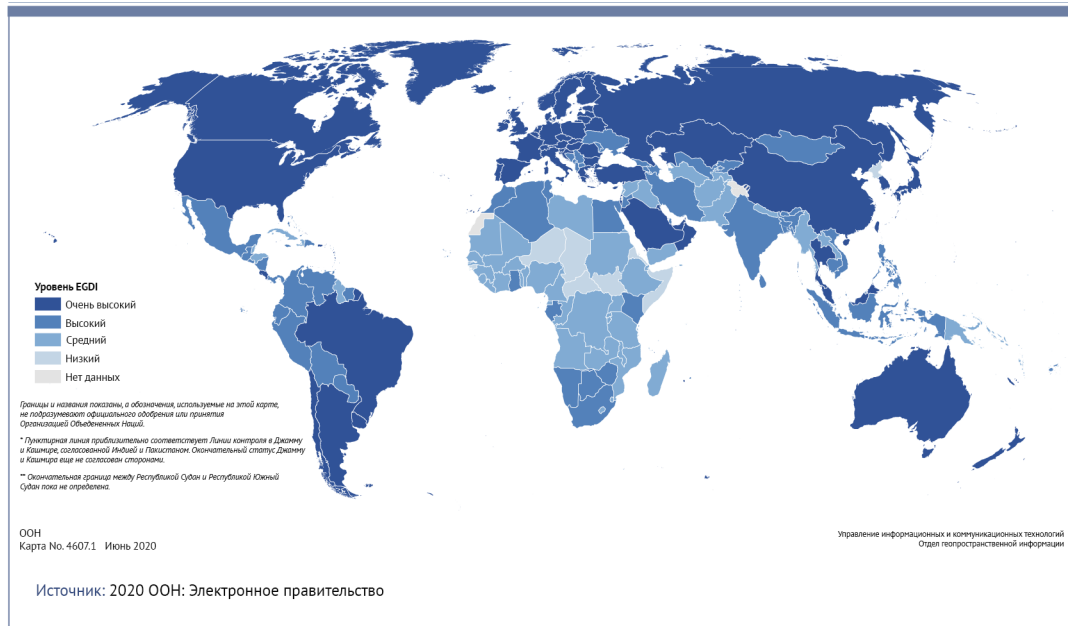 Уровень EGDI
Очень высокий
Высокий
Средний
Низкий
Нет данных
Границы и названия показаны, а обозначения, используемые на этой карте,
не подразумевают официального одобрения или принятия
Организацией Объеденених Наций.
* Пунктирная линия приблизительно соответствует Линии контроля в Джамму
и Кашмире, согласованной Индией и Пакистаном. Окончательный статус Джамму
и Кашмира еще не согласован сторонами.
** Окончательная граница между Республикой Судан и Республикой Южный
Судан пока не определена.
ООН
Карта No. 4607.1 Июнь 2020
Управление информационных и коммуникационных технологий
Отдел геопространственной информации
Источник: 2020 ООН: Электронное правительство